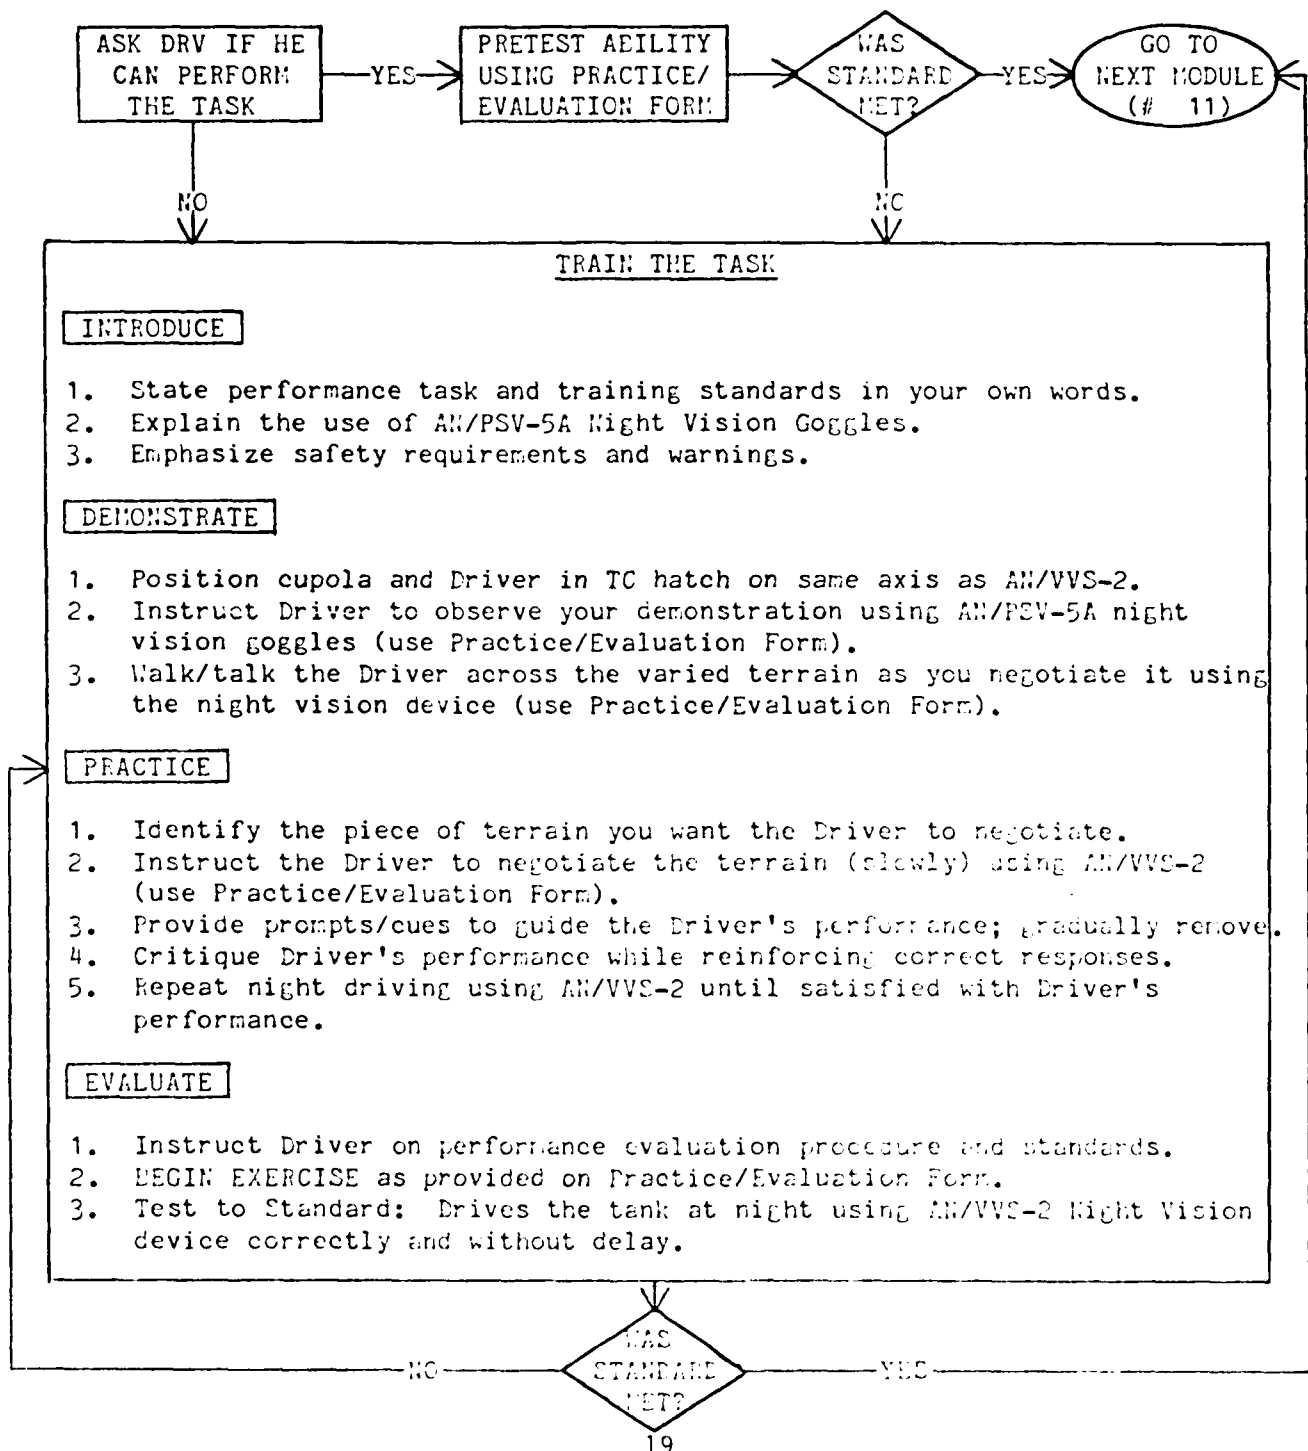 ASK DRV IF HE
CAN PERFORM
THE TASK
YES
PRETEST ABILITY
USING PRACTICE/
EVALUATION FORM
WAS
STANDARD
MET?
YES
GO TO
NEXT MODULE
(# 11)
NO
NO
TRAIN THE TASK
INTRODUCE
1. State performance task and training standards in your own words.
2. Explain the use of AN/PSV-5A Night Vision Goggles.
3. Emphasize safety requirements and warnings.
DEMONSTRATE
1. Position cupola and Driver in TC hatch on same axis as AN/VVS-2.
2. Instruct Driver to observe your demonstration using AN/PSV-5A night
vision goggles (use Practice/Evaluation Form).
3. Walk/talk the Driver across the varied terrain as you negotiate it using
the night vision device (use Practice/Evaluation Form).
PRACTICE
1. Identify the piece of terrain you want the Driver to negotiate.
2. Instruct the Driver to negotiate the terrain (slowly) using AN/VVS-2
(use Practice/Evaluation Form).
3. Provide prompts/cues to guide the Driver's performance; gradually remove.
4. Critique Driver's performance while reinforcing correct responses.
5. Repeat night driving using AN/VVS-2 until satisfied with Driver's
performance.
EVALUATE
1. Instruct Driver on performance evaluation procedure and standards.
2. BEGIN EXERCISE as provided on Practice/Evaluation Form.
3. Test to Standard: Drives the tank at night using AN/VVS-2 Night Vision
device correctly and without delay.
WAS
STANDARD
MET?
NO
YES
19